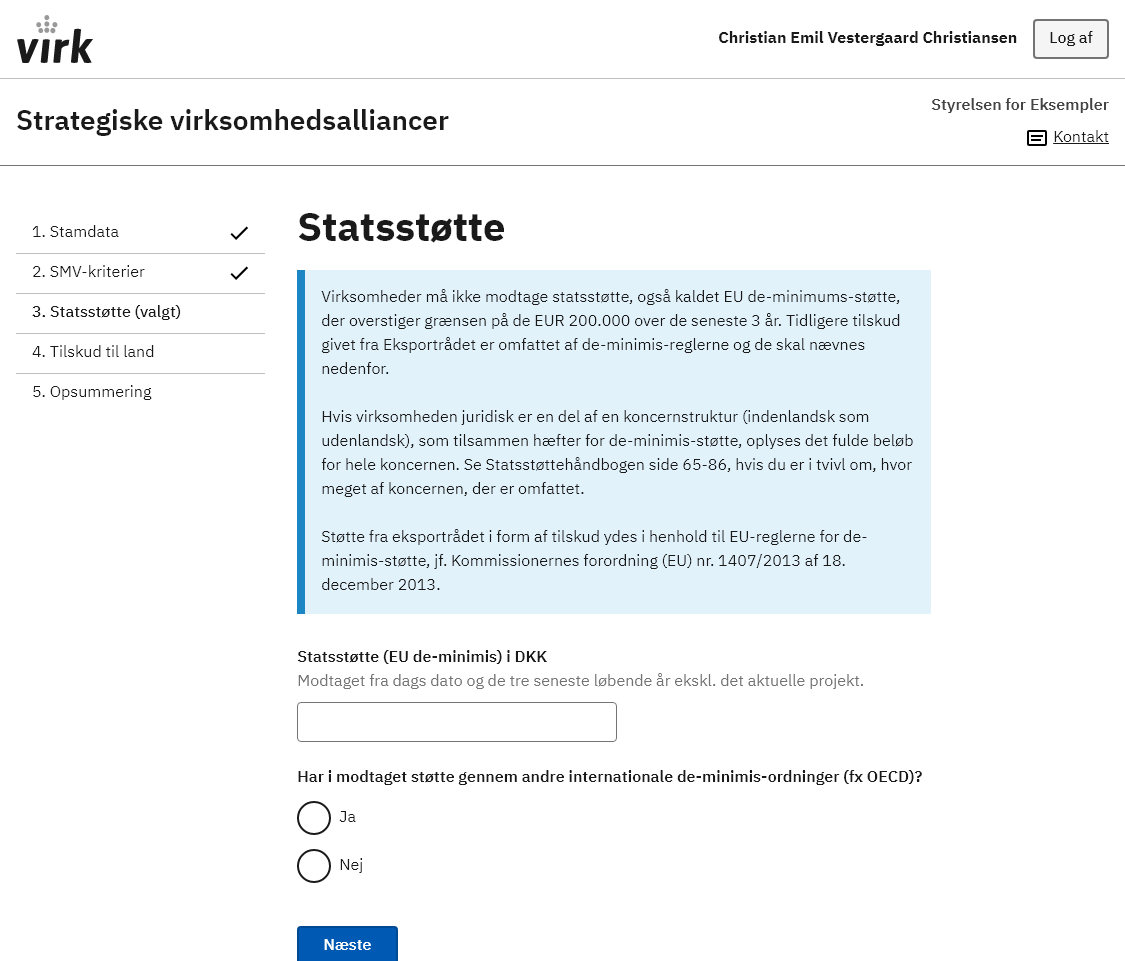 virk
Christian Emil Vestergaard Christiansen
Log af
Strategiske virksomhedsalliancer
Styrelsen for Eksempler
Kontakt
1. Stamdata
2. SMV-kriterier
3. Statsstøtte (valgt)
4. Tilskud til land
5. Opsummering
Statsstøtte
Virksomheder må ikke modtage statsstøtte, også kaldet EU de-minimums-støtte,
der overstiger grænsen på de EUR 200.000 over de seneste 3 år. Tidligere tilskud
givet fra Eksportrådet er omfattet af de-minimis-reglerne og de skal nævnes
nedenfor.
Hvis virksomheden juridisk er en del af en koncernstruktur (indenlandsk som
udenlandsk), som tilsammen hæfter for de-minimis-støtte, oplyses det fulde beløb
for hele koncernen. Se Statsstøttehåndbogen side 65-86, hvis du er i tvivl om, hvor
meget af koncernen, der er omfattet.
Støtte fra eksportrådet i form af tilskud ydes i henhold til EU-reglerne for de-
minimis-støtte, jf. Kommissionernes forordning (EU) nr. 1407/2013 af 18.
december 2013.
Statsstøtte (EU de-minimis) i DKK
Modtaget fra dags dato og de tre seneste løbende år ekskl. det aktuelle projekt.
Har i modtaget støtte gennem andre internationale de-minimis-ordninger (fx OECD)?
Ja
Nej
Næste